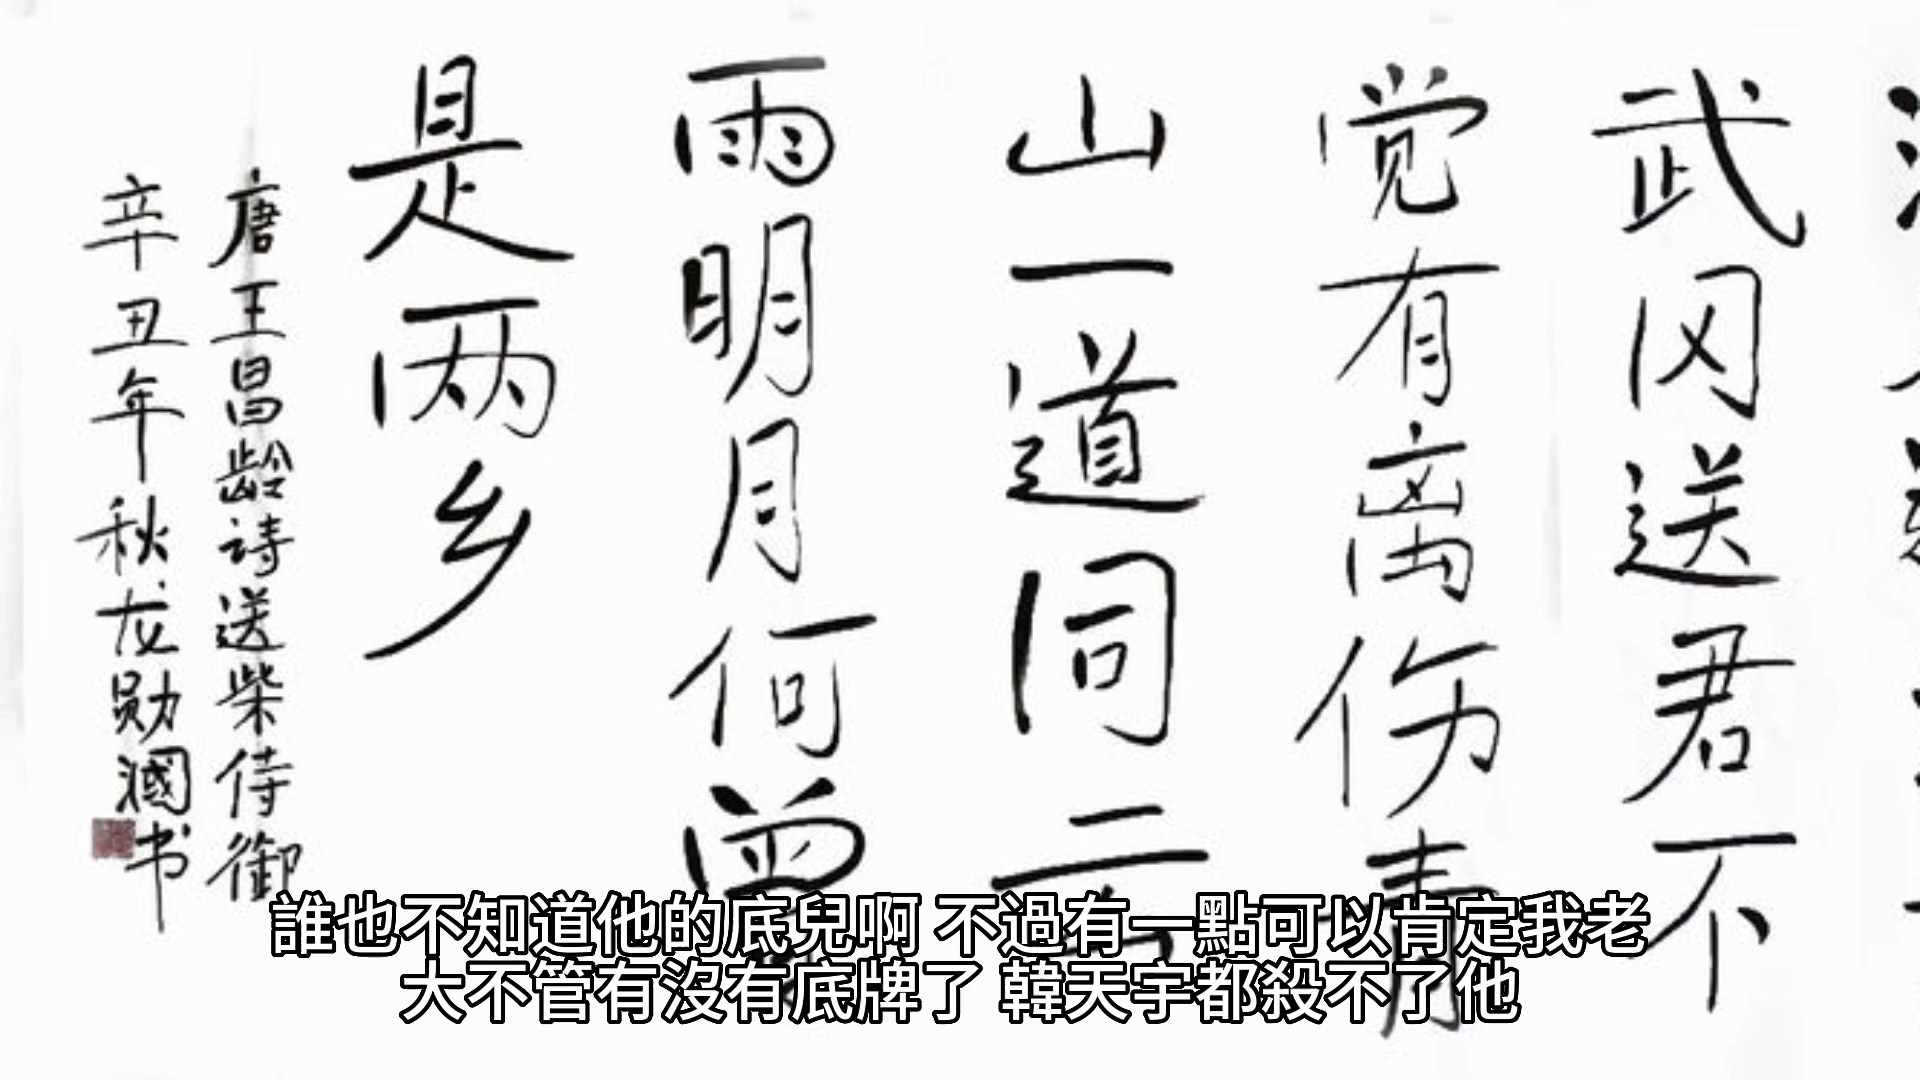 武冈送君不
觉有离伤青
山一道同云
雨明月何曾
是两乡
唐王昌龄诗送柴侍御
辛丑年秋龙勋国书
誰也不知道他的底兒啊 不過有一點可以肯定我老
大不管有沒有底牌了 韓天宇都殺不了他